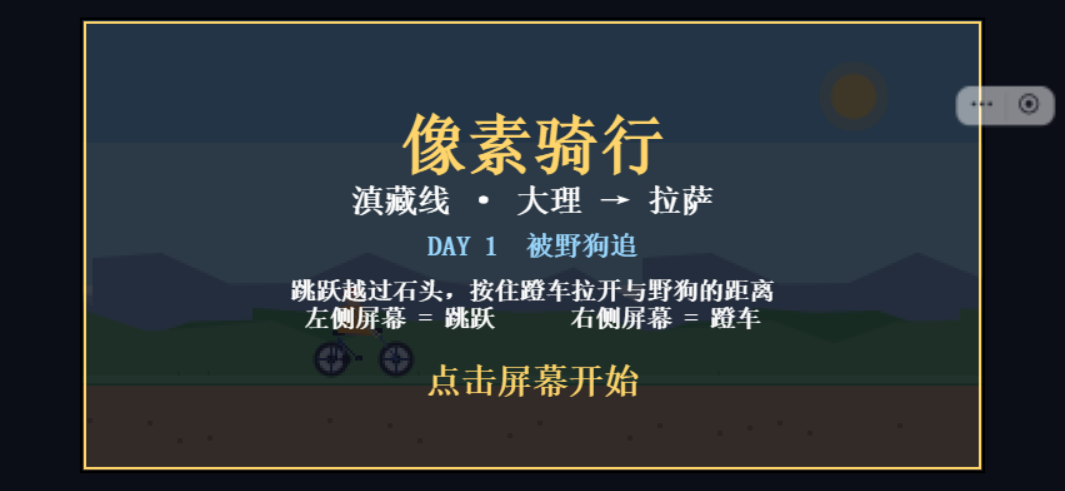 像素骑行
滇藏线 · 大理 → 拉萨
DAY 1 被野狗追
跳跃越过石头，按住蹬车拉开与野狗的距离
左侧屏幕 = 跳跃 右侧屏幕 = 蹬车
点击屏幕开始